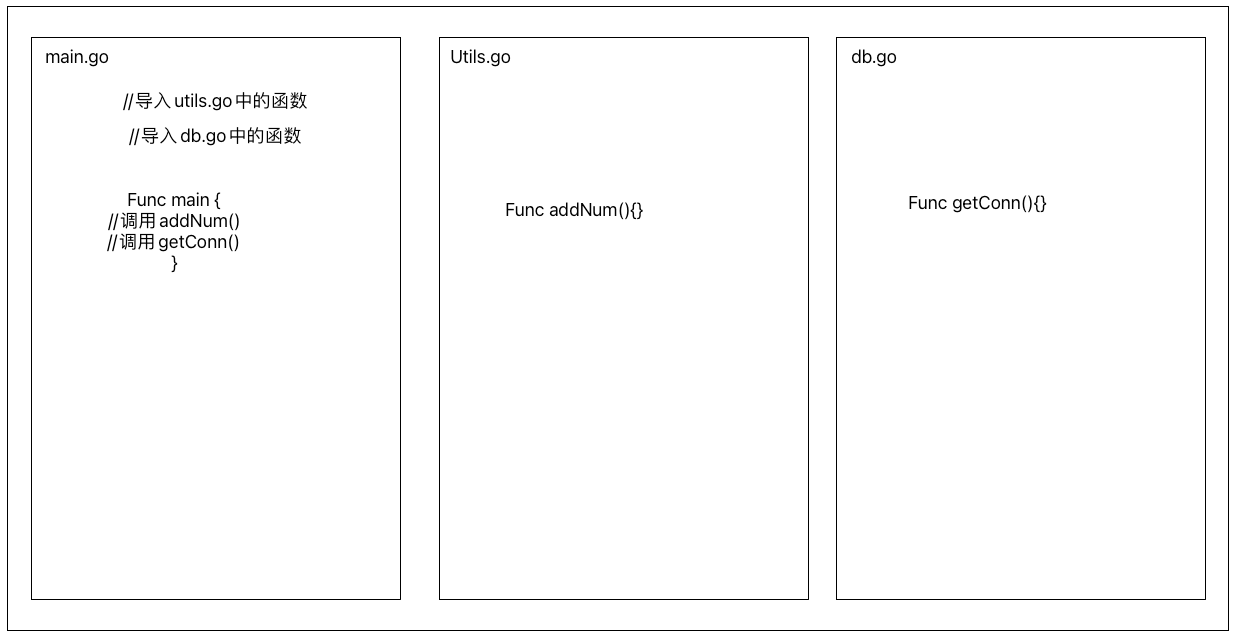 main.go
//导入utils.go中的函数
//导入db.go中的函数
Func main {
//调用addNum()
//调用getConn()
}
Utils.go
Func addNum(){}
db.go
Func getConn(){}